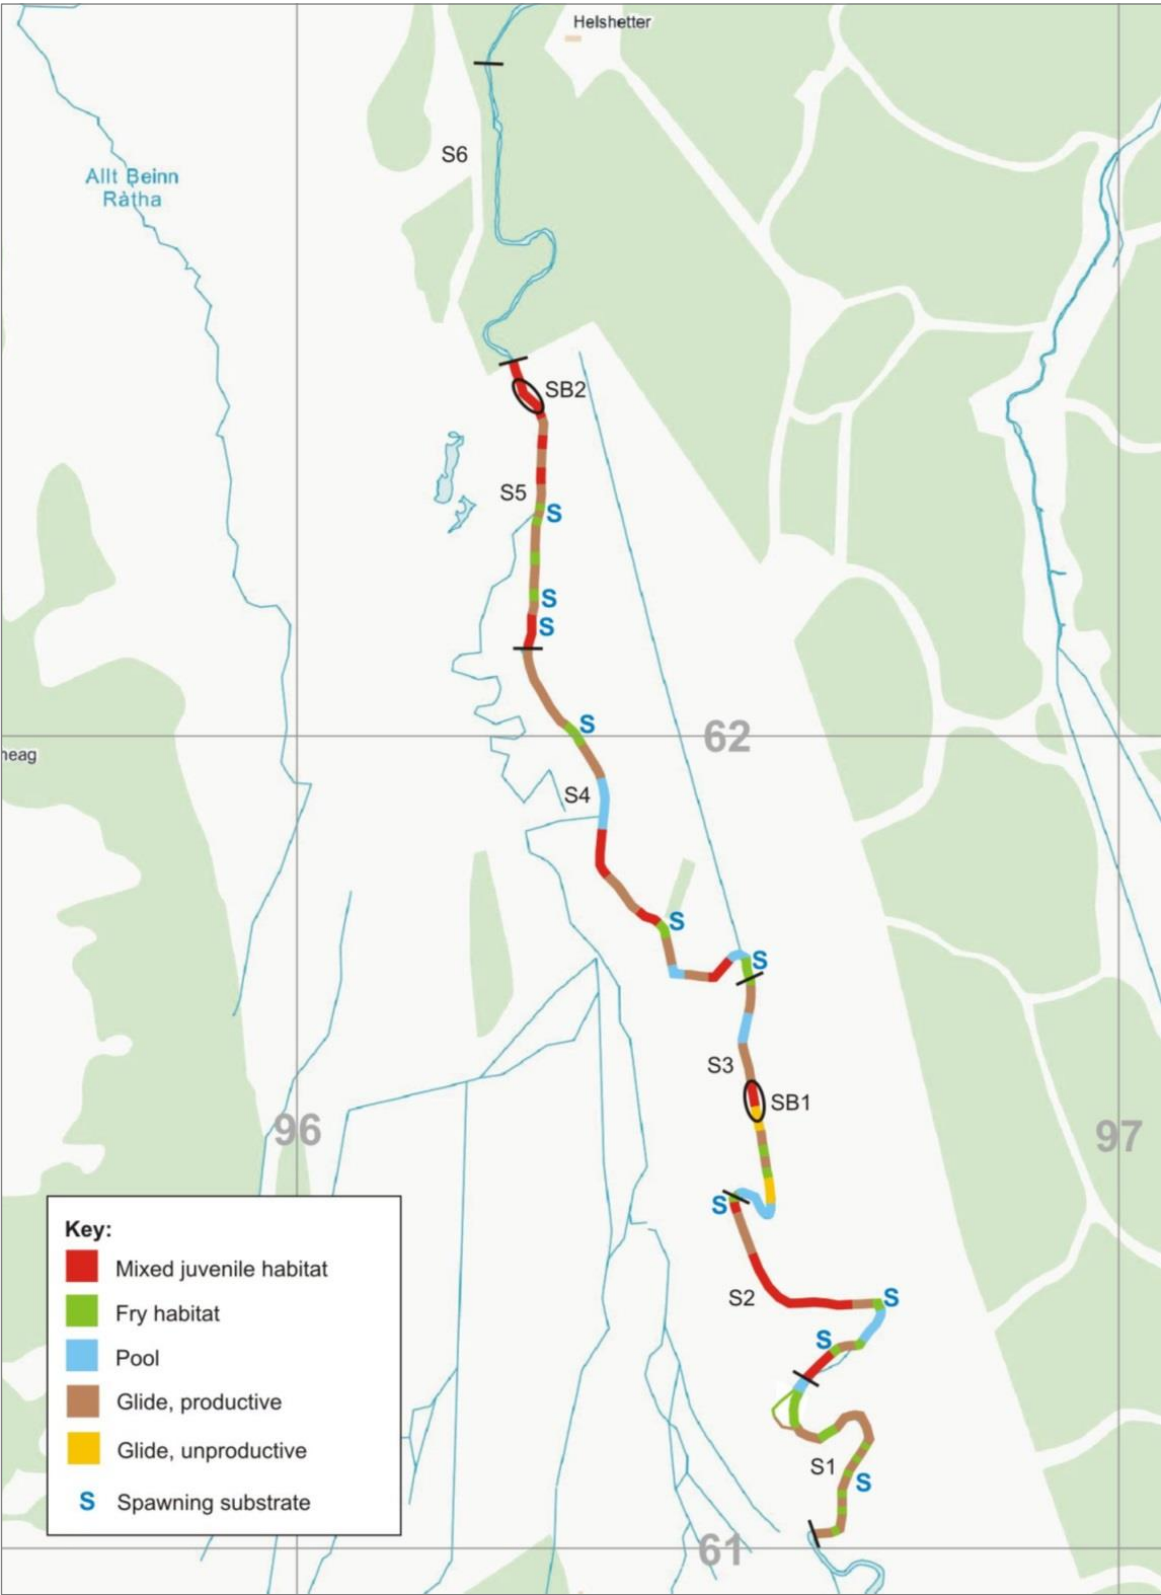 Helshetter
S6
Allt Beinn
Ràtha
SB2
S5
S
S
S
S
62
heag
S4
S
S
S3
SB1
96
97
S
S2
S
S
S1
S
61
Key:
Mixed juvenile habitat
Fry habitat
Pool
Glide, productive
Glide, unproductive
S Spawning substrate